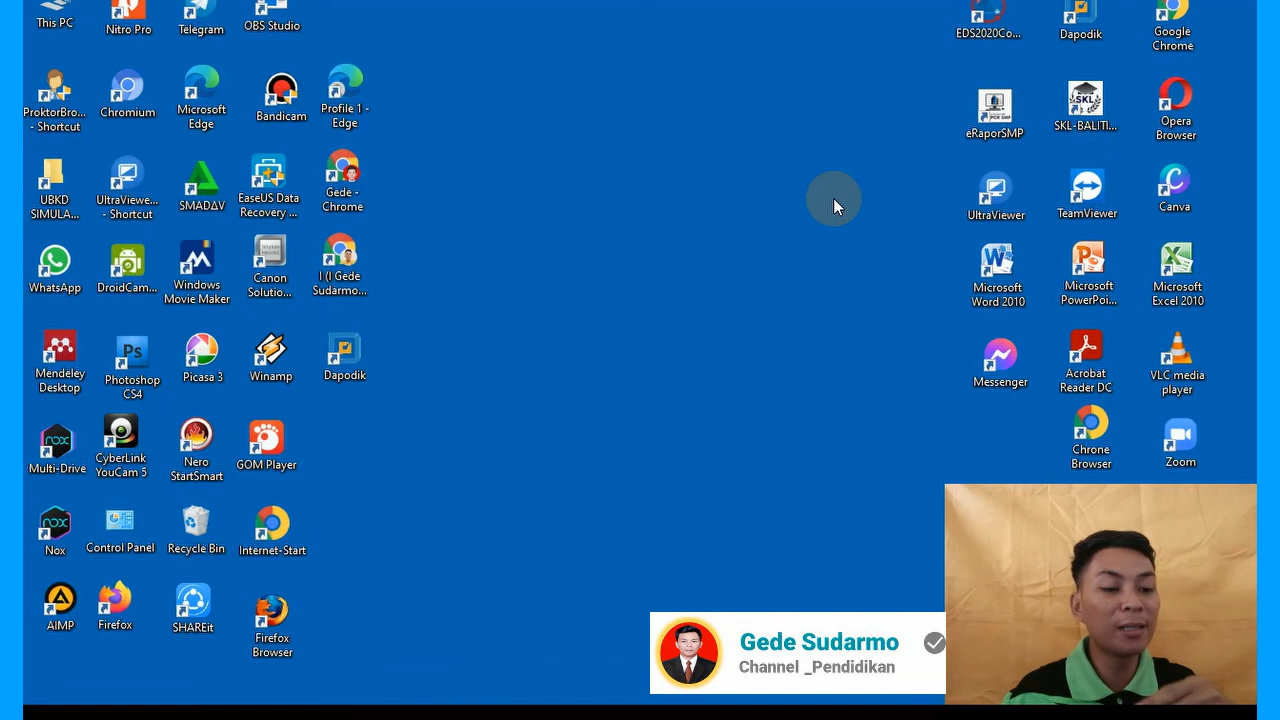 This PC
Nitro Pro
Telegram
OBS Studio
ProktorBro...
- Shortcut
Chromium
Microsoft
Edge
Bandicam
Profile 1 -
Edge
UBKD
SIMULA...
UltraViewe...
- Shortcut
SMADΔV
EaseUS Data
Recovery ...
Gede -
Chrome
WhatsApp
DroidCam...
Windows
Movie Maker
Canon
Solutio...
I (I Gede
Sudarmo...
Mendeley
Desktop
Ps
Photoshop
CS4
Picasa 3
Winamp
Dapodik
nox
Multi-Drive
CyberLink
YouCam 5
Nero
StartSmart
GOM Player
nox
Nox
Control Panel
Recycle Bin
Internet-Start
AIMP
Firefox
SHAREit
Firefox
Browser
EDS2020Co...
Dapodik
Google
Chrome
eRaporSMP
SKL
SKL-BALITI...
Opera
Browser
UltraViewer
TeamViewer
Canva
Microsoft
Word 2010
Microsoft
PowerPoi...
Microsoft
Excel 2010
Messenger
Acrobat
Reader DC
VLC media
player
Chrone
Browser
Zoom
Gede Sudarmo
Channel _Pendidikan